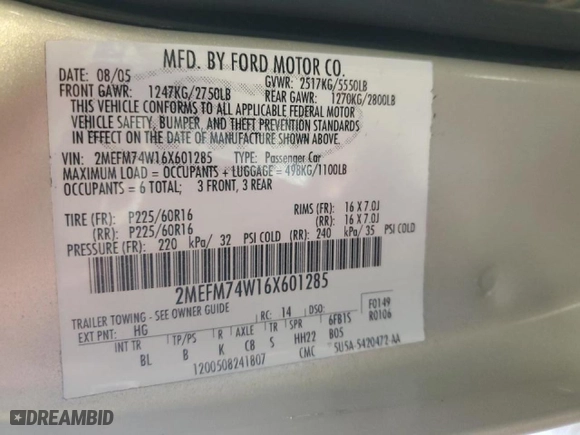 MFD. BY FORD MOTOR CO.
DATE: 08/05 GVWR: 2517KG/5550LB
FRONT GAWR: 1247KG/2750LB REAR GAWR: 1270KG/2800LB
THIS VEHICLE CONFORMS TO ALL APPLICABLE FEDERAL MOTOR
VEHICLE SAFETY, BUMPER, AND THEFT PREVENTION STANDARDS
IN EFFECT ON THE DATE OF MANUFACTURE SHOWN ABOVE.
VIN: 2MEFM74W16X601285 TYPE: Passenger Car
MAXIMUM LOAD = OCCUPANTS + LUGGAGE = 498KG/1100LB
OCCUPANTS = 6 TOTAL; 3 FRONT, 3 REAR
TIRE (FR): P225/60R16 RIMS (FR): 16 X 7.0J
(RR): P225/60R16 (RR): 16 X 7.0J
PRESSURE (FR): 220 kPa/ 32 PSI COLD (RR): 240 kPa/ 35 PSI COLD
2MEFM74W16X601285
TRAILER TOWING - SEE OWNER GUIDE RC: 14 DSO: F0149
EXT PNT: HG R0106
INT TR TP/PS R AXLE TR SPR 6FB15
BL B K CB S HH22 B05
1200508241807 CMC 5U5A-5420472-AA
DREAMBID